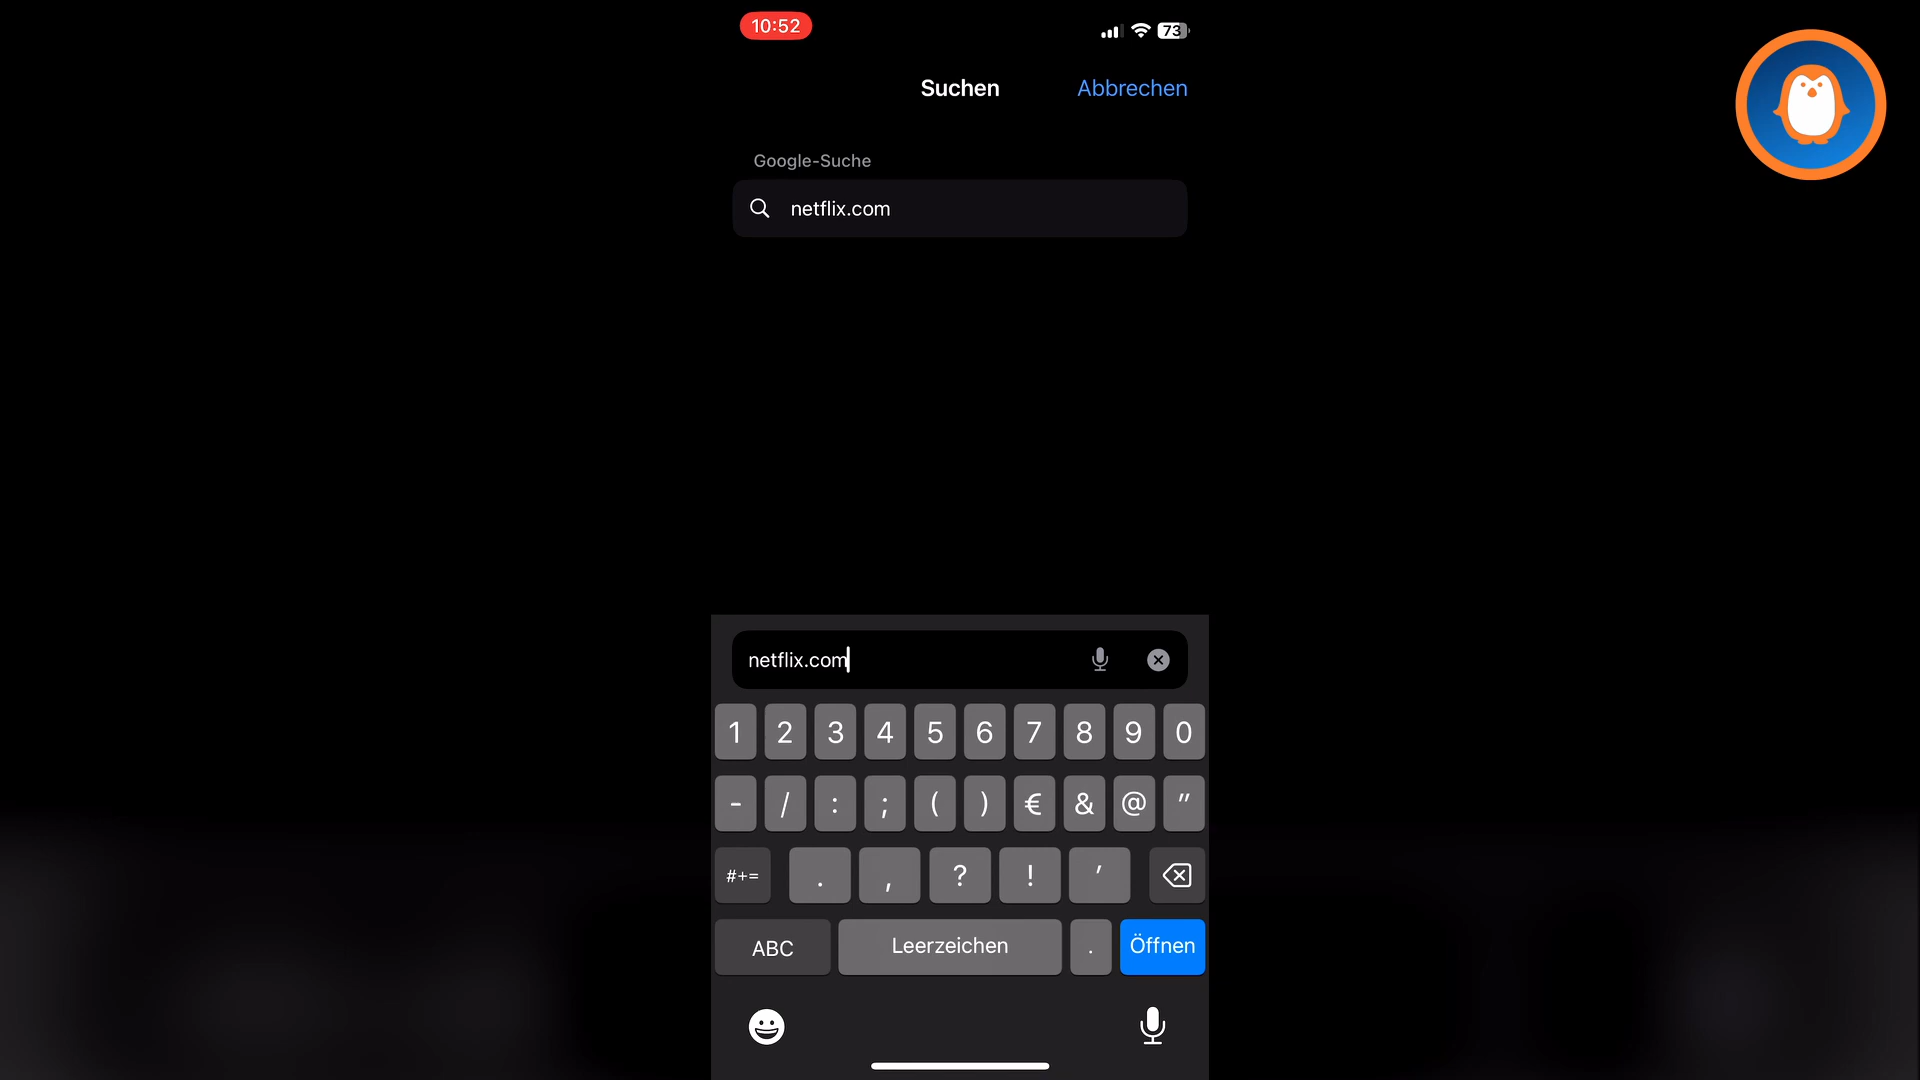 10:52
73
Suchen
Abbrechen
Google-Suche
netflix.com
netflix.com
1 2 3 4 5 6 7 8 9 0
- / : ; ( ) € & @ "
#+= . , ? ! '
ABC Leerzeichen . Öffnen